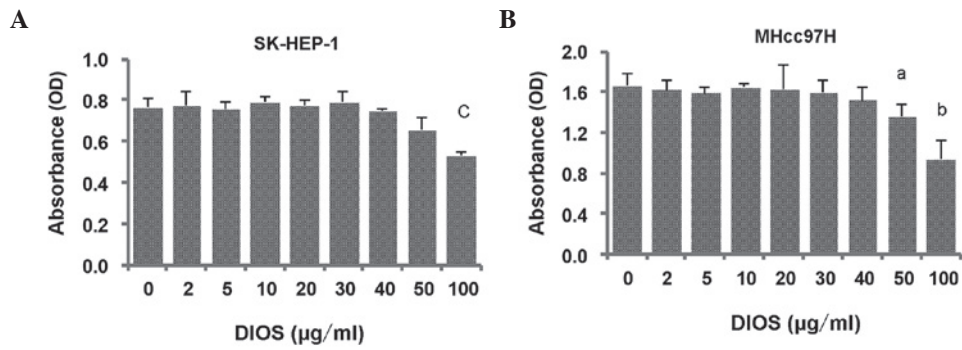 A
SK-HEP-1
Absorbance (OD)
1.0
0.8
0.6
0.4
0.2
0.0
C
0 2 5 10 20 30 40 50 100
DIOS (µg/ml)
B
MHcc97H
Absorbance (OD)
2.0
1.6
1.2
0.8
0.4
0.0
a
b
0 2 5 10 20 30 40 50 100
DIOS (µg/ml)